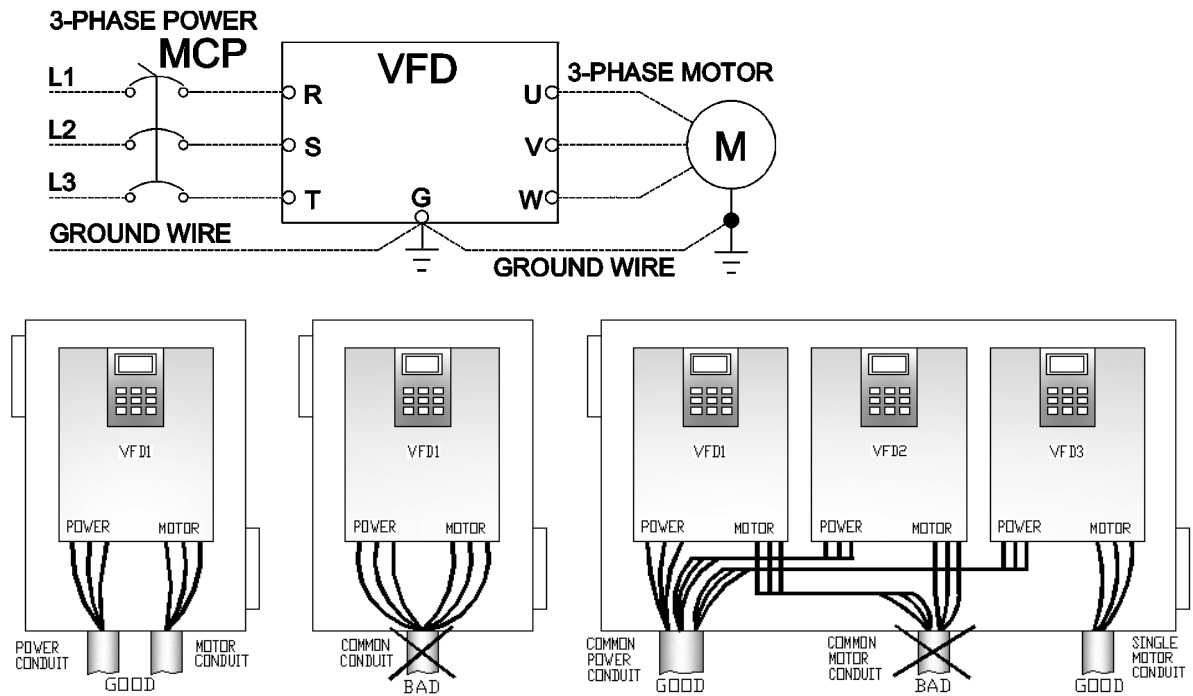 3-PHASE POWER
MCP
VFD
3-PHASE MOTOR
L1
R
U
L2
S
V
M
L3
T
G
W
GROUND WIRE
GROUND WIRE
VFD1
POWER MOTOR
POWER
CONDUIT
MOTOR
CONDUIT
GOOD
VFD1
POWER MOTOR
COMMON
CONDUIT
BAD
VFD1
POWER MOTOR
VFD2
POWER MOTOR
VFD3
POWER MOTOR
COMMON
POWER
CONDUIT
GOOD
COMMON
MOTOR
CONDUIT
BAD
GOOD
SINGLE
MOTOR
CONDUIT